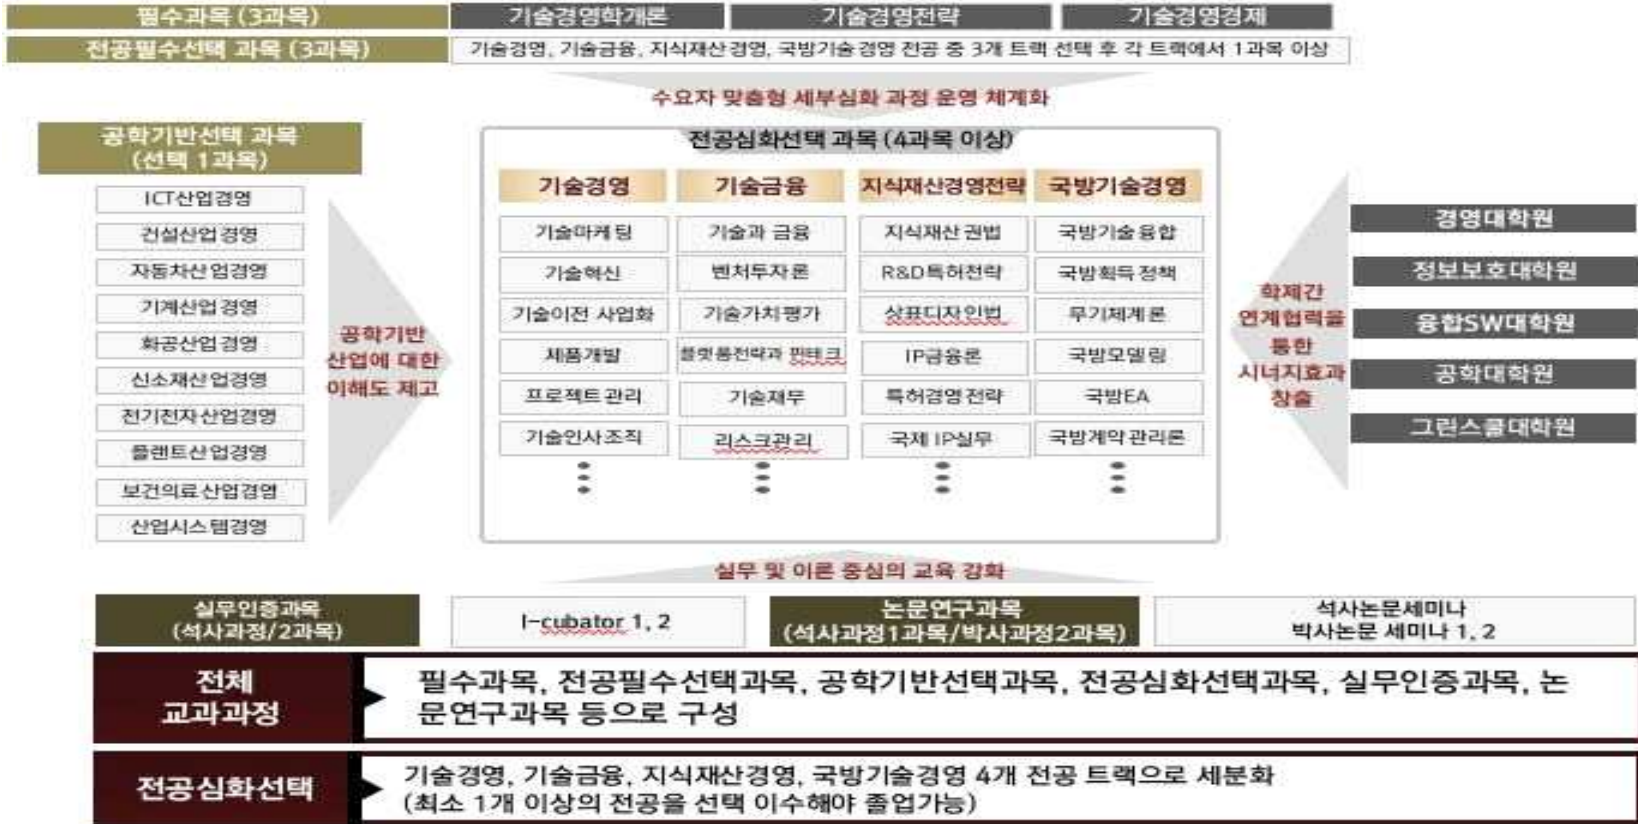 필수과목 (3과목)
기술경영학개론
기술경영전략
기술경영경제
전공필수선택 과목 (3과목)
기술경영, 기술금융, 지식재산경영, 국방기술경영 전공 중 3개 트랙 선택 후 각 트랙에서 1과목 이상
수요자 맞춤형 세부심화 과정 운영 체계화
공학기반선택 과목
(선택 1과목)
ICT산업경영
건설산업경영
자동차산업경영
기계산업경영
화공산업경영
신소재산업경영
전기전자산업경영
플랜트산업경영
보건의료산업경영
산업시스템경영
공학기반
산업에 대한
이해도 제고
전공심화선택 과목 (4과목 이상)
기술경영
기술마케팅
기술혁신
기술이전 사업화
제품개발
프로젝트관리
기술인사조직
기술금융
기술과 금융
벤처투자론
기술가치평가
플랫폼전략과 핀테크
기술재무
리스크관리
지식재산경영전략
지식재산권법
R&D특허전략
상표디자인법
IP금융론
특허경영전략
국제 IP실무
국방기술경영
국방기술융합
국방획득정책
무기체계론
국방모델링
국방EA
국방계약관리론
학제간
연계협력을
통한
시너지효과
창출
경영대학원
정보보호대학원
융합SW대학원
공학대학원
그린스쿨대학원
실무 및 이론 중심의 교육 강화
실무인증과목
(석사과정/2과목)
I-cubator 1, 2
논문연구과목
(석사과정1과목/박사과정2과목)
석사논문세미나
박사논문 세미나 1, 2
전체
교과과정
필수과목, 전공필수선택과목, 공학기반선택과목, 전공심화선택과목, 실무인증과목, 논
문연구과목 등으로 구성
전공심화선택
기술경영, 기술금융, 지식재산경영, 국방기술경영 4개 전공 트랙으로 세분화
(최소 1개 이상의 전공을 선택 이수해야 졸업가능)